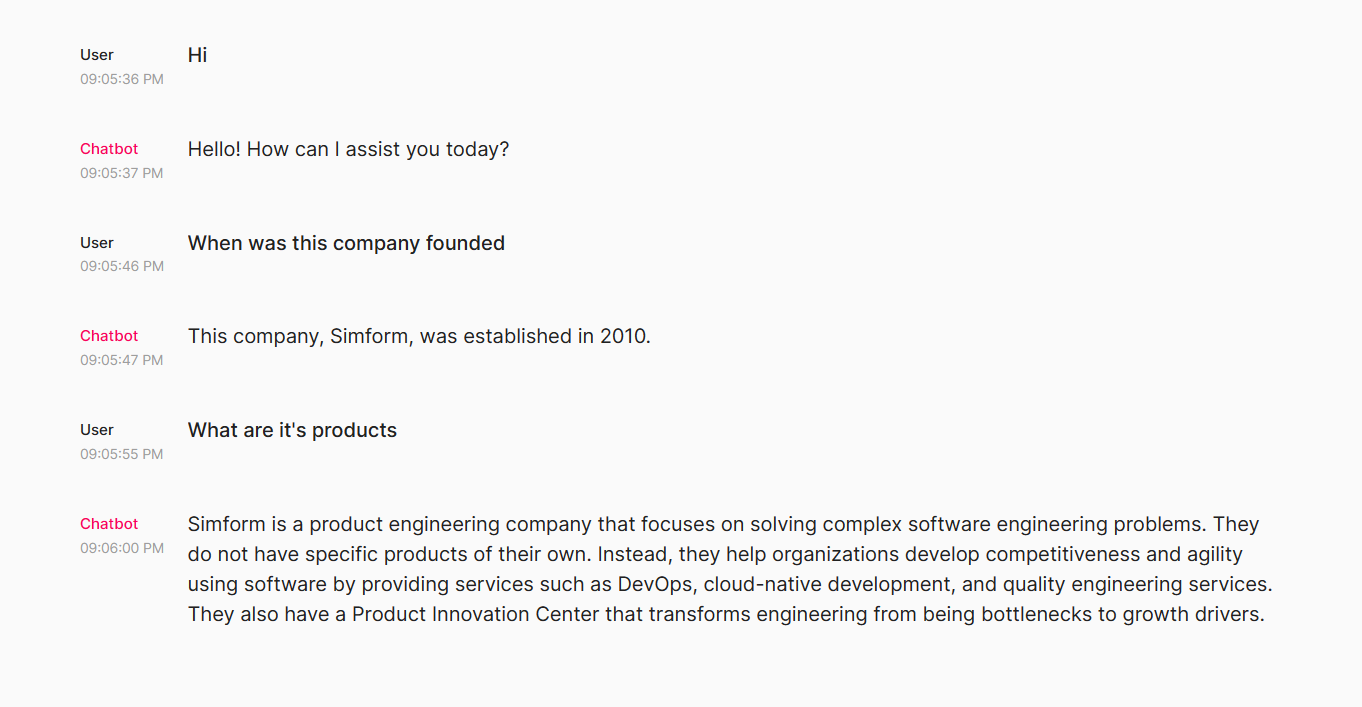 User
Hi
09:05:36 PM
Chatbot
Hello! How can I assist you today?
09:05:37 PM
User
When was this company founded
09:05:46 PM
Chatbot
This company, Simform, was established in 2010.
09:05:47 PM
User
What are it's products
09:05:55 PM
Chatbot
Simform is a product engineering company that focuses on solving complex software engineering problems. They
09:06:00 PM
do not have specific products of their own. Instead, they help organizations develop competitiveness and agility
using software by providing services such as DevOps, cloud-native development, and quality engineering services.
They also have a Product Innovation Center that transforms engineering from being bottlenecks to growth drivers.